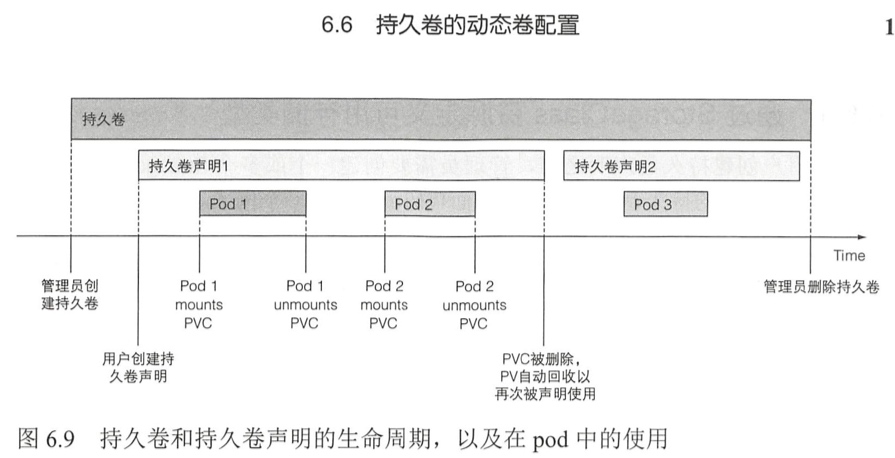 6.6 持久卷的动态卷配置
1
持久卷
持久卷声明1
持久卷声明2
Pod 1
Pod 2
Pod 3
Time
管理员创
建持久卷
Pod 1
mounts
PVC
Pod 1
unmounts
PVC
Pod 2
mounts
PVC
Pod 2
unmounts
PVC
管理员删除持久卷
用户创建持
久卷声明
PVC被删除，
PV自动回收以
再次被声明使用
图 6.9 持久卷和持久卷声明的生命周期，以及在 pod 中的使用